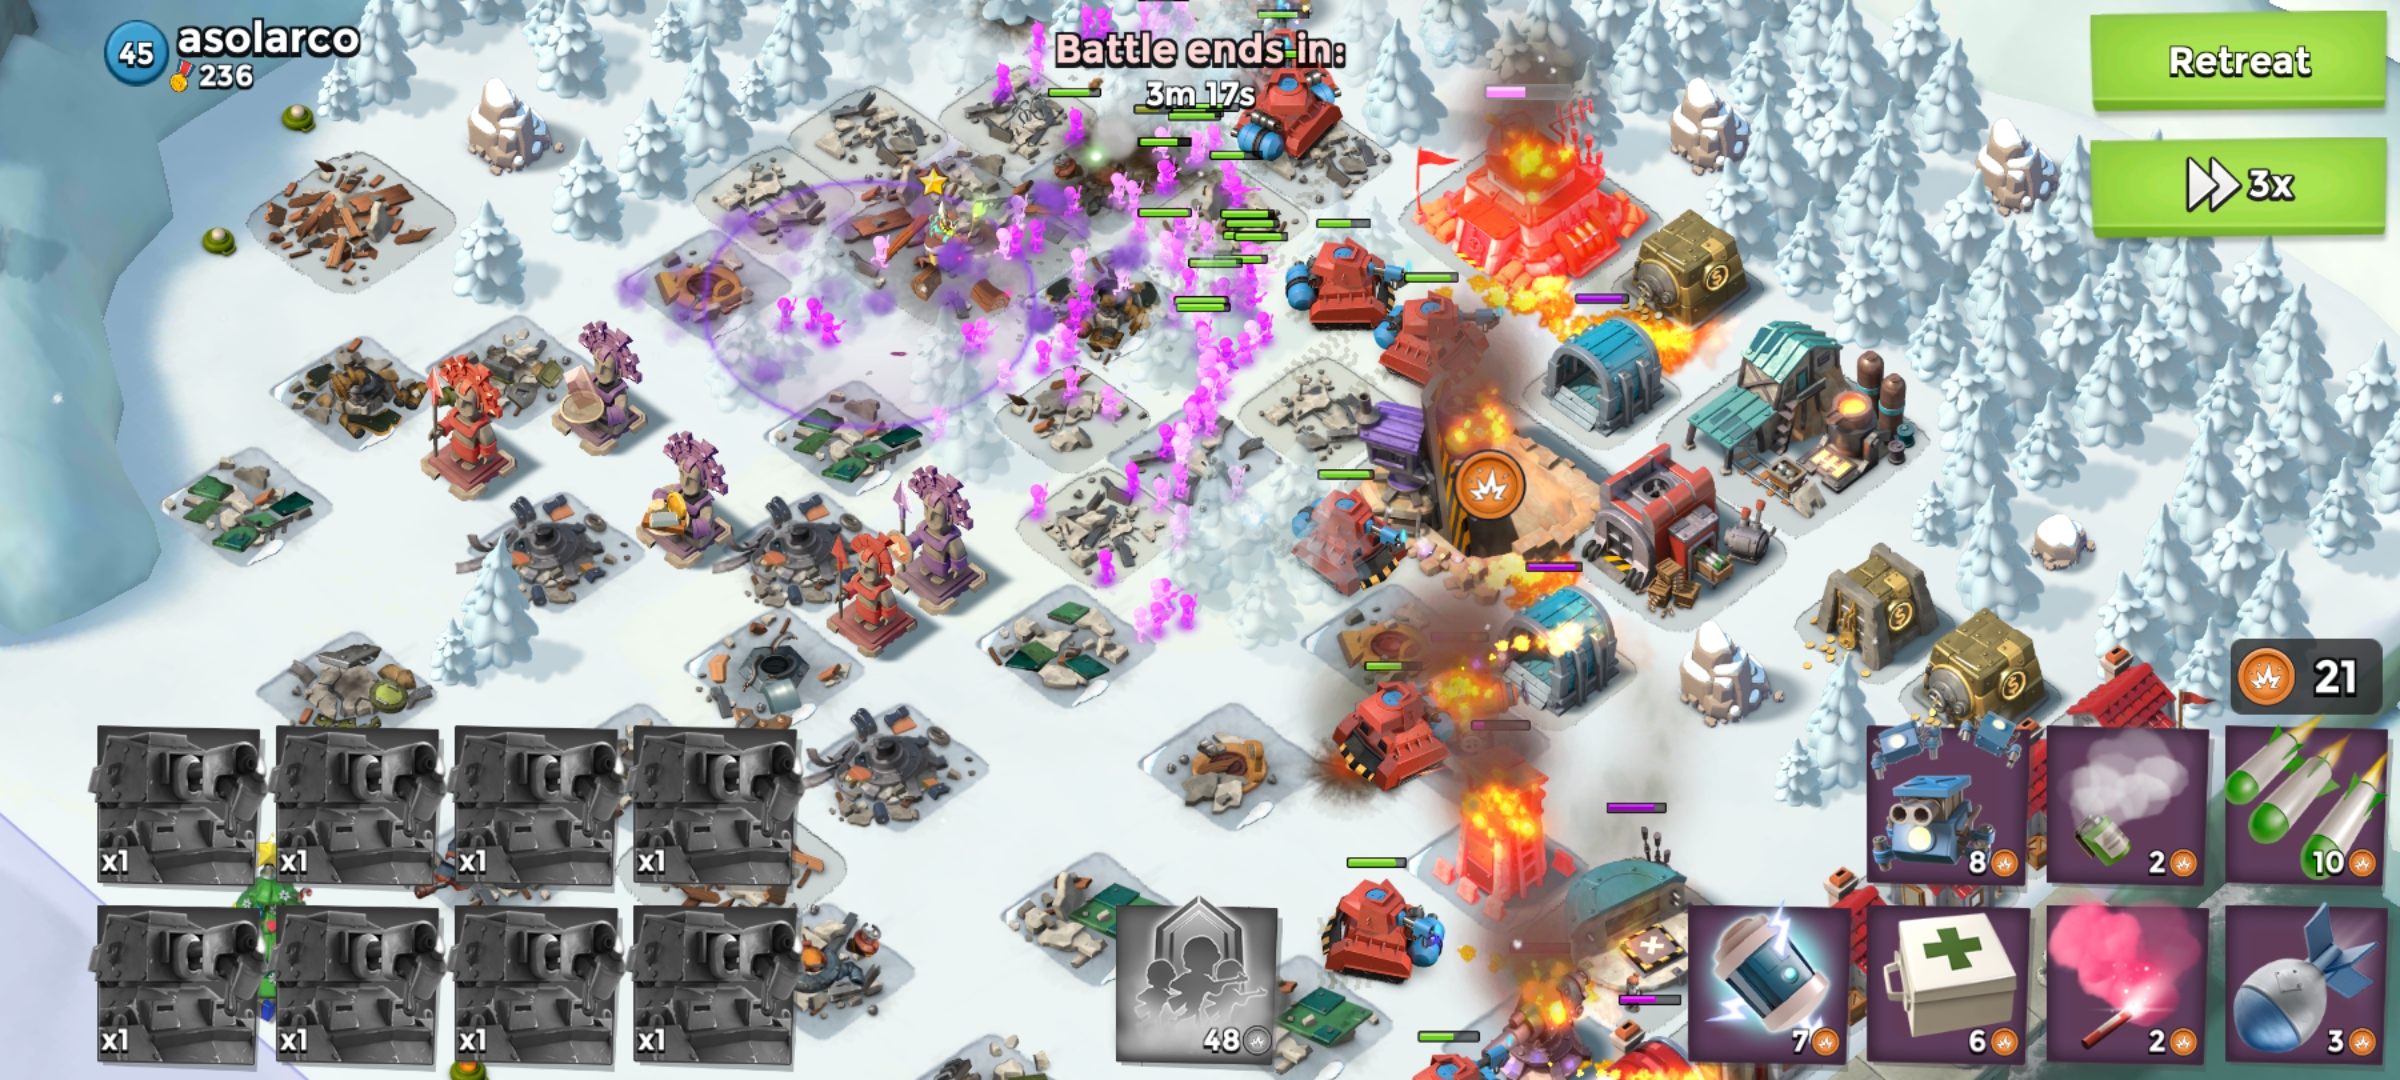 45 asolarco
236
Battle ends in:
3m 17s
Retreat
3x
21
8
2
10
x1
x1
x1
x1
x1
x1
x1
x1
48
7
6
2
3